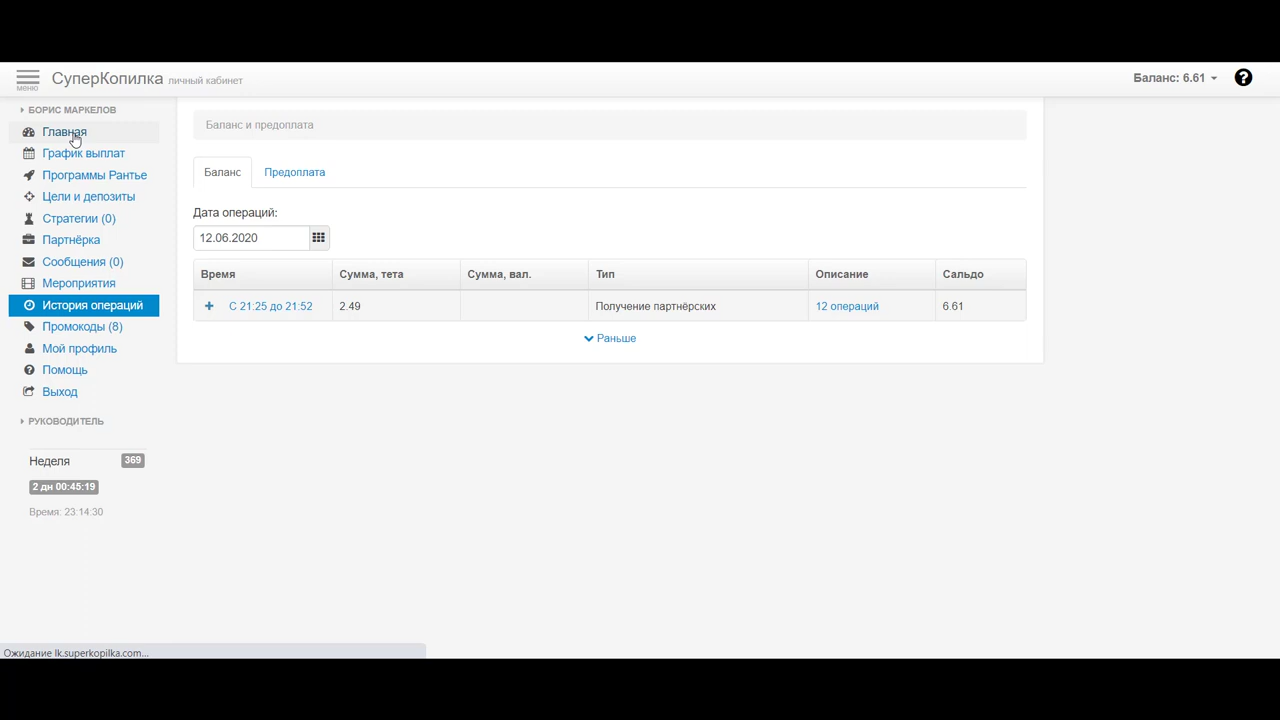 СуперКопилка личный кабинет
Баланс: 6.61
?
меню
БОРИС МАРКЕЛОВ
Главная
График выплат
Программы Рантье
Цели и депозиты
Стратегии (0)
Партнёрка
Сообщения (0)
Мероприятия
История операций
Промокоды (8)
Мой профиль
Помощь
Выход
РУКОВОДИТЕЛЬ
Неделя 369
2 дн 00:45:19
Время: 23:14:30
Баланс и предоплата
Баланс Предоплата
Дата операций:
12.06.2020
Время Сумма, тета Сумма, вал. Тип Описание Сальдо
С 21:25 до 21:52 2.49 Получение партнёрских 12 операций 6.61
Раньше
Ожидание lk.superkopilka.com...